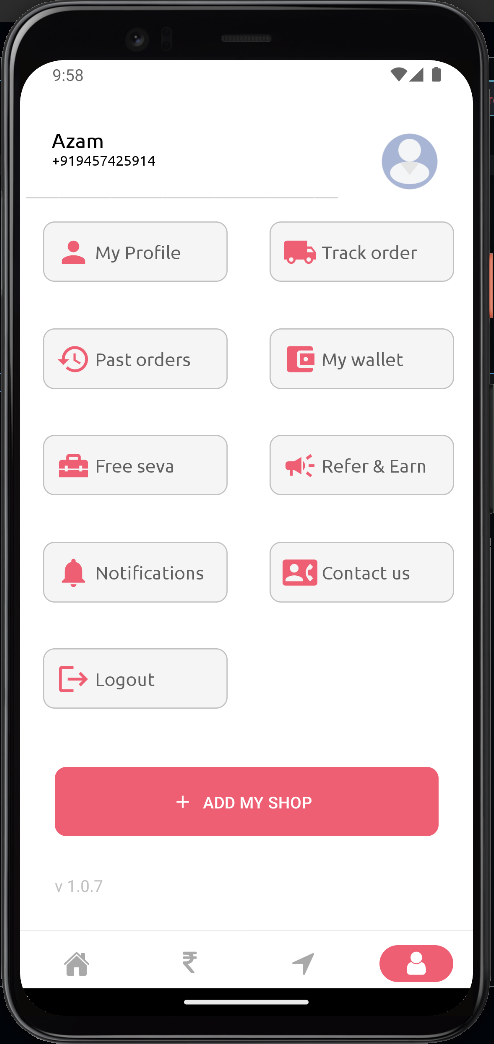 9:58
Azam
+919457425914
My Profile
Track order
Past orders
My wallet
Free seva
Refer & Earn
Notifications
Contact us
Logout
+ ADD MY SHOP
v 1.0.7
₹